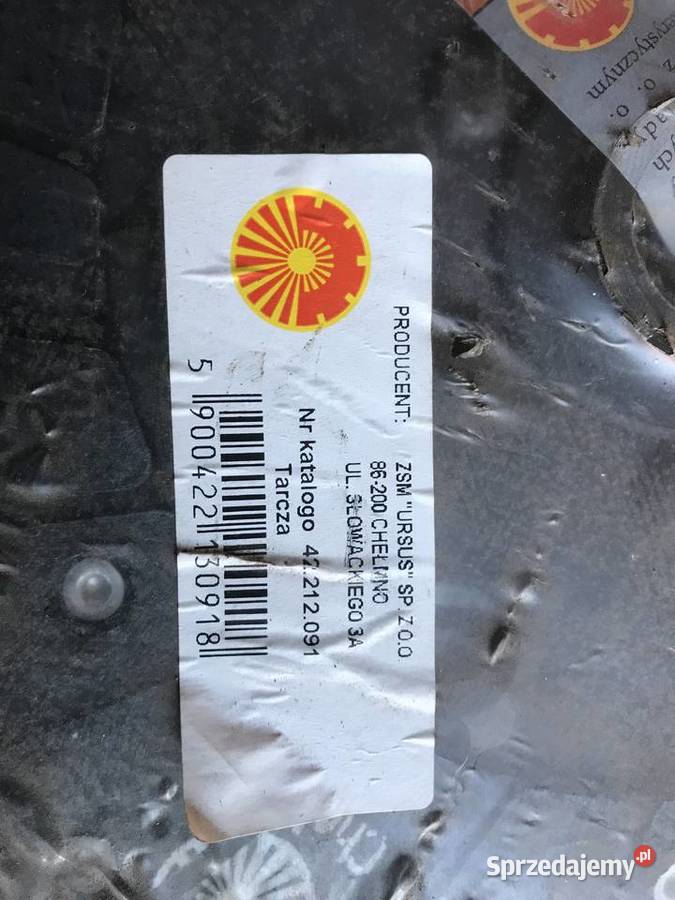 PRODUCENT: ZSM "URSUS" SP. Z O.O.
86-200 CHEŁMNO
UL. SŁOWACKIEGO 3A
Nr katalogo 42.212.091
Tarcza
5 900422 130918
erystycznym
z o. o.
Sprzedajemy.pl